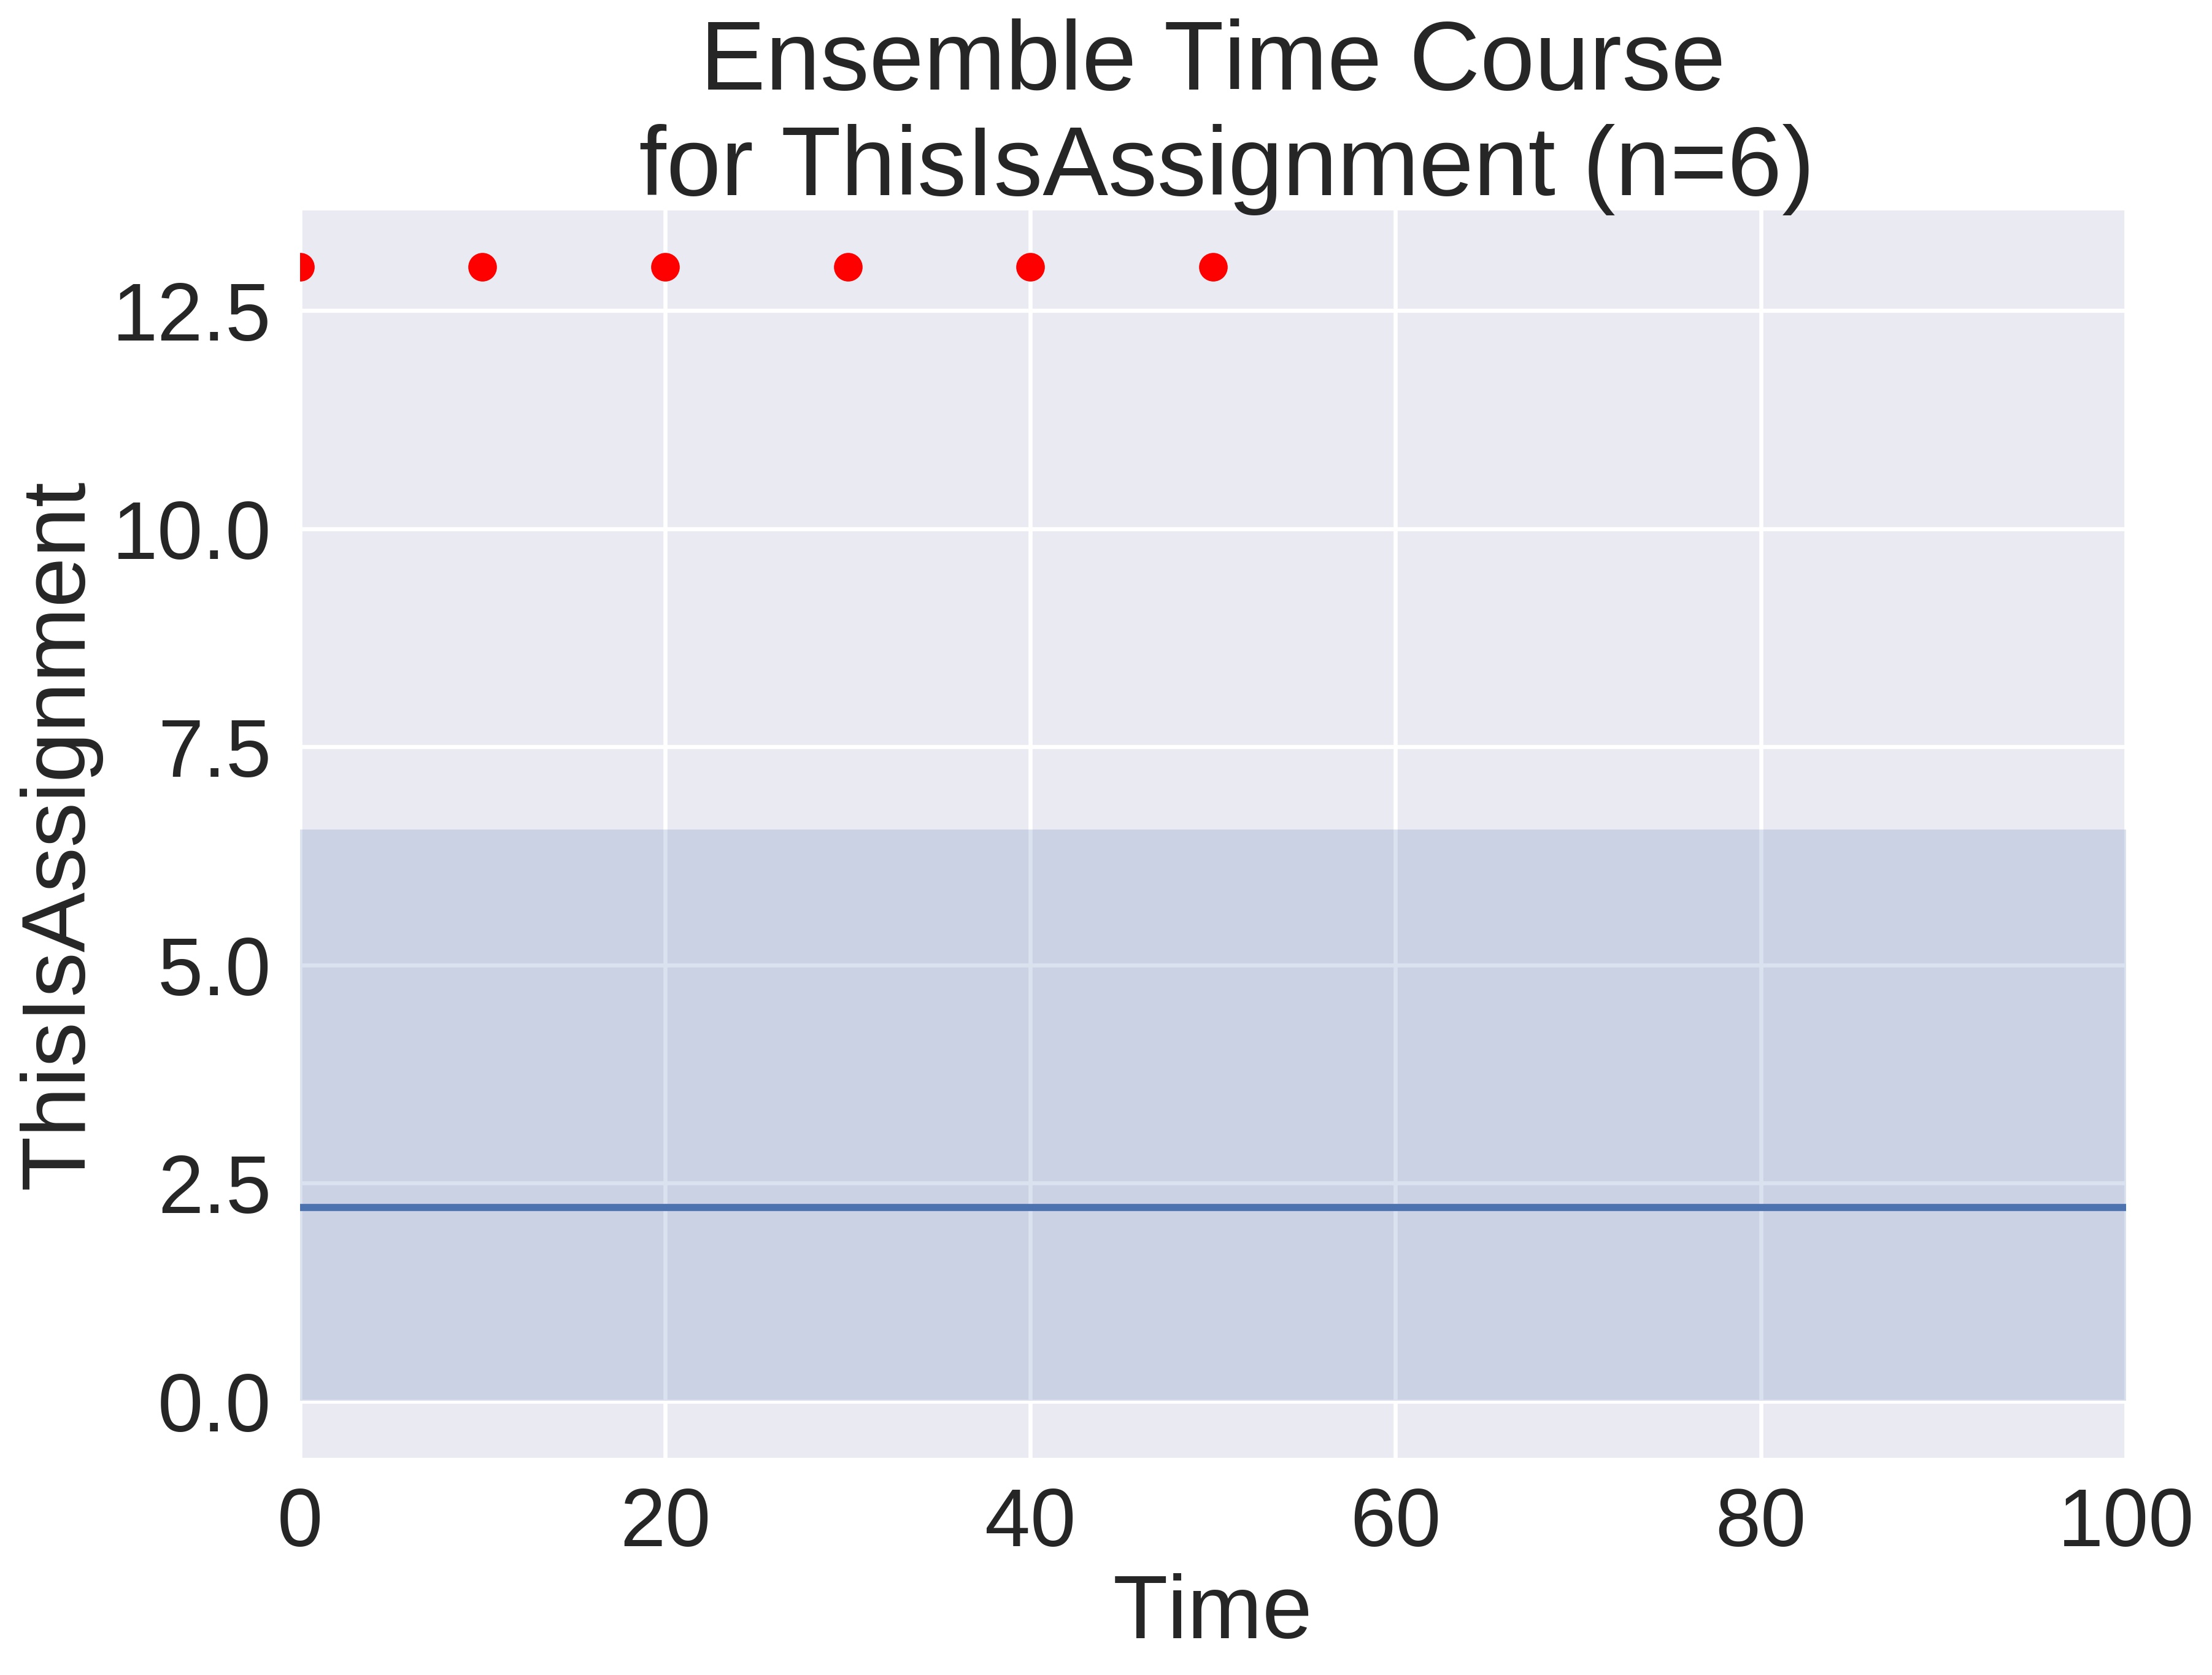 Ensemble Time Course
for ThisIsAssignment (n=6)
ThisIsAssignment
12.5
10.0
7.5
5.0
2.5
0.0
0 20 40 60 80 100
Time